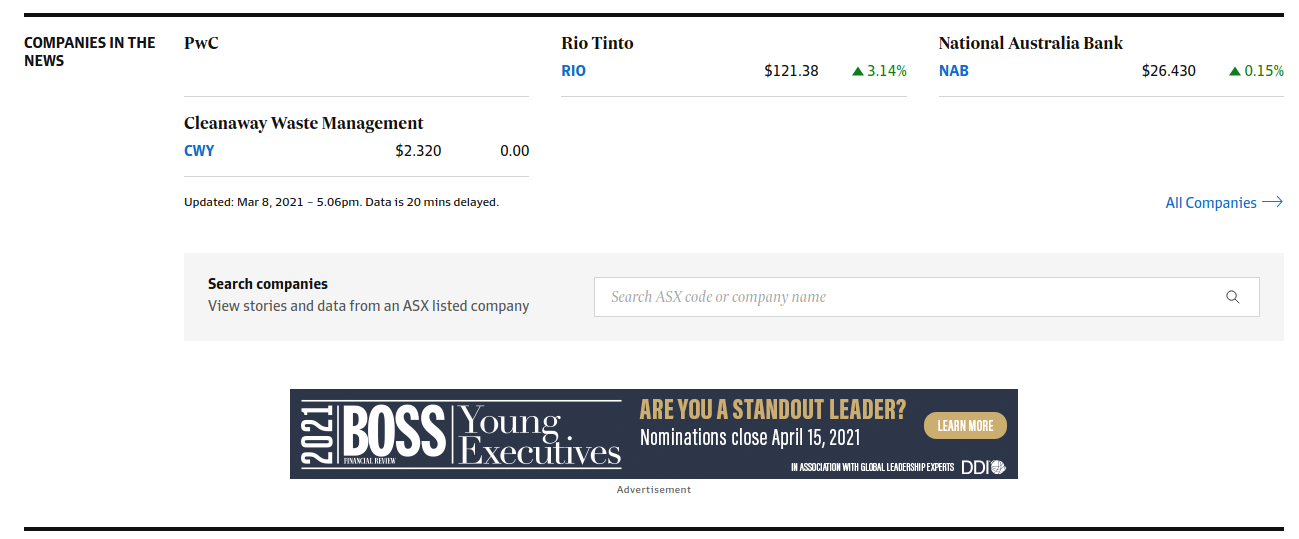 COMPANIES IN THE
NEWS
PwC
Rio Tinto
RIO $121.38 ▲ 3.14%
National Australia Bank
NAB $26.430 ▲ 0.15%
Cleanaway Waste Management
CWY $2.320 0.00
Updated: Mar 8, 2021 – 5.06pm. Data is 20 mins delayed.
All Companies →
Search companies
View stories and data from an ASX listed company
Search ASX code or company name
2021
BOSS
FINANCIAL REVIEW
Young
Executives
ARE YOU A STANDOUT LEADER?
Nominations close April 15, 2021
LEARN MORE
IN ASSOCIATION WITH GLOBAL LEADERSHIP EXPERTS DDI
Advertisement